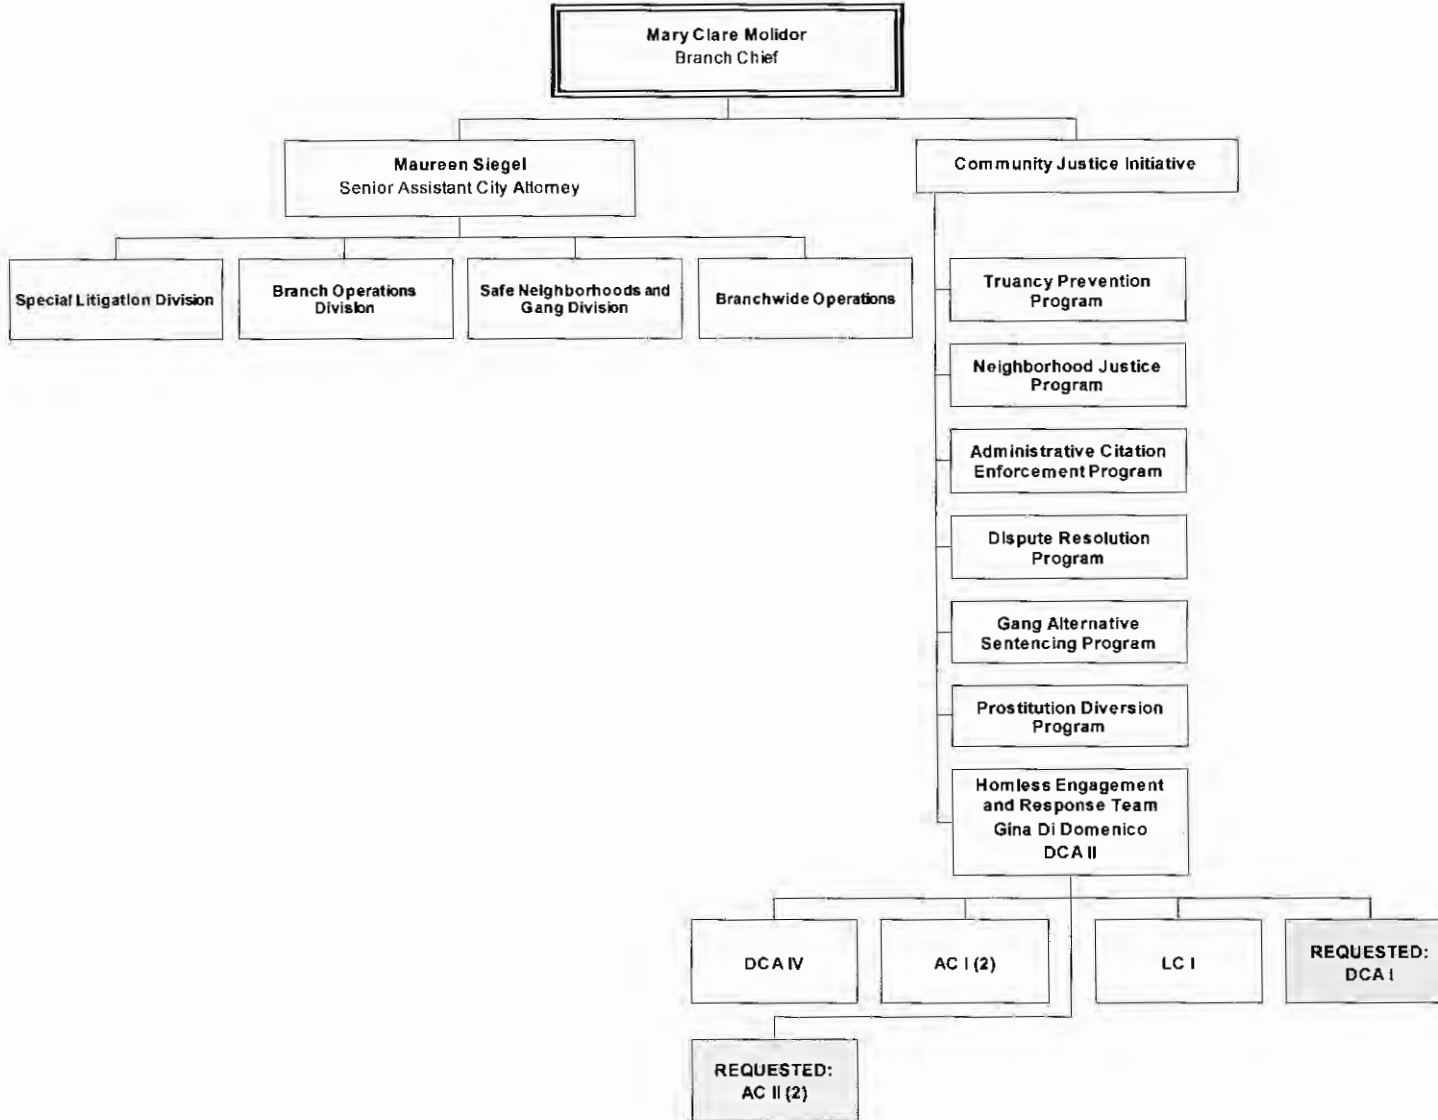 Mary Clare Molidor
Branch Chief
Maureen Siegel
Senior Assistant City Attorney
Community Justice Initiative
Special Litigation Division
Branch Operations
Division
Safe Neighborhoods and
Gang Division
Branchwide Operations
Truancy Prevention
Program
Neighborhood Justice
Program
Administrative Citation
Enforcement Program
Dispute Resolution
Program
Gang Alternative
Sentencing Program
Prostitution Diversion
Program
Homless Engagement
and Response Team
Gina Di Domenico
DCA II
DCA IV
AC I (2)
LC I
REQUESTED:
DCA I
REQUESTED:
AC II (2)